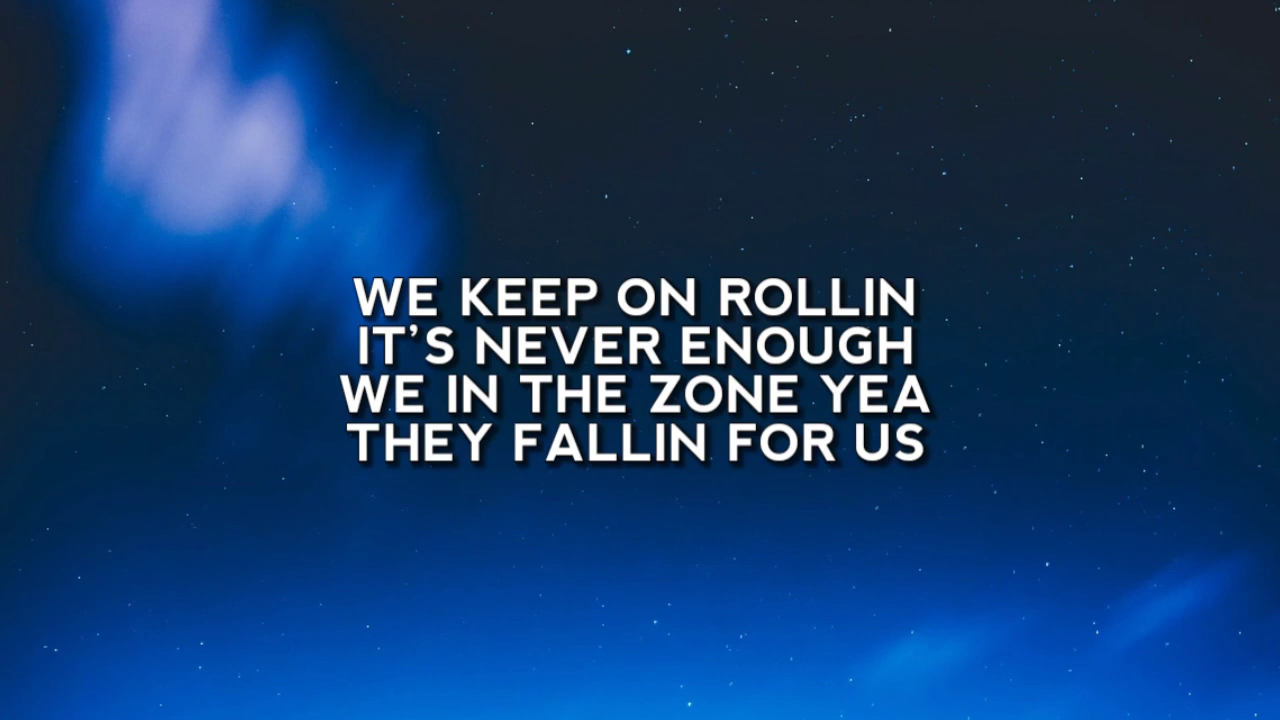 WE KEEP ON ROLLIN
IT’S NEVER ENOUGH
WE IN THE ZONE YEA
THEY FALLIN FOR US